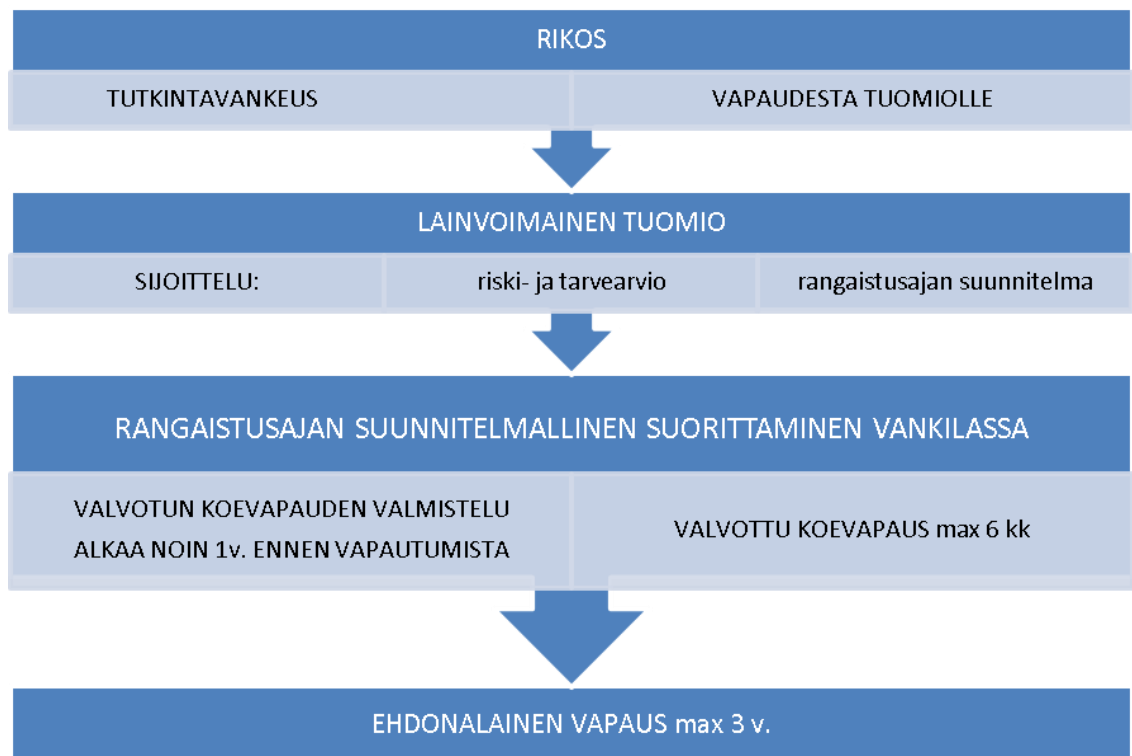 RIKOS
TUTKINTAVANKEUS
VAPAUDESTA TUOMIOLLE
LAINVOIMAINEN TUOMIO
SIJOITTELU:
riski- ja tarvearvio
rangaistusajan suunnitelma
RANGAISTUSAJAN SUUNNITELMALLINEN SUORITTAMINEN VANKILASSA
VALVOTUN KOEVAPAUDEN VALMISTELU
ALKAA NOIN 1v. ENNEN VAPAUTUMISTA
VALVOTTU KOEVAPAUS max 6 kk
EHDONALAINEN VAPAUS max 3 v.